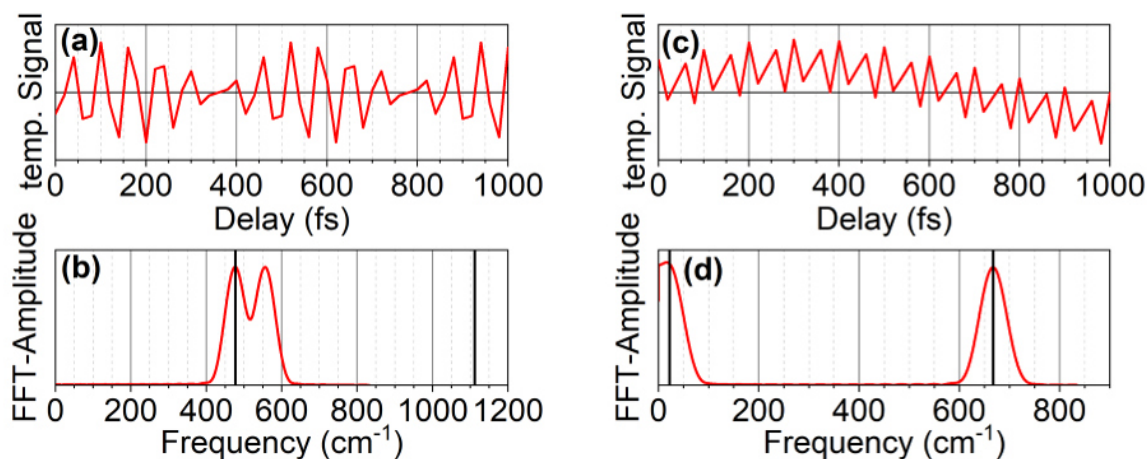 (a)
temp. Signal
0 200 400 600 800 1000
Delay (fs)
(b)
FFT-Amplitude
0 200 400 600 800 1000 1200
Frequency (cm⁻¹)
(c)
temp. Signal
0 200 400 600 800 1000
Delay (fs)
(d)
FFT-Amplitude
0 200 400 600 800
Frequency (cm⁻¹)